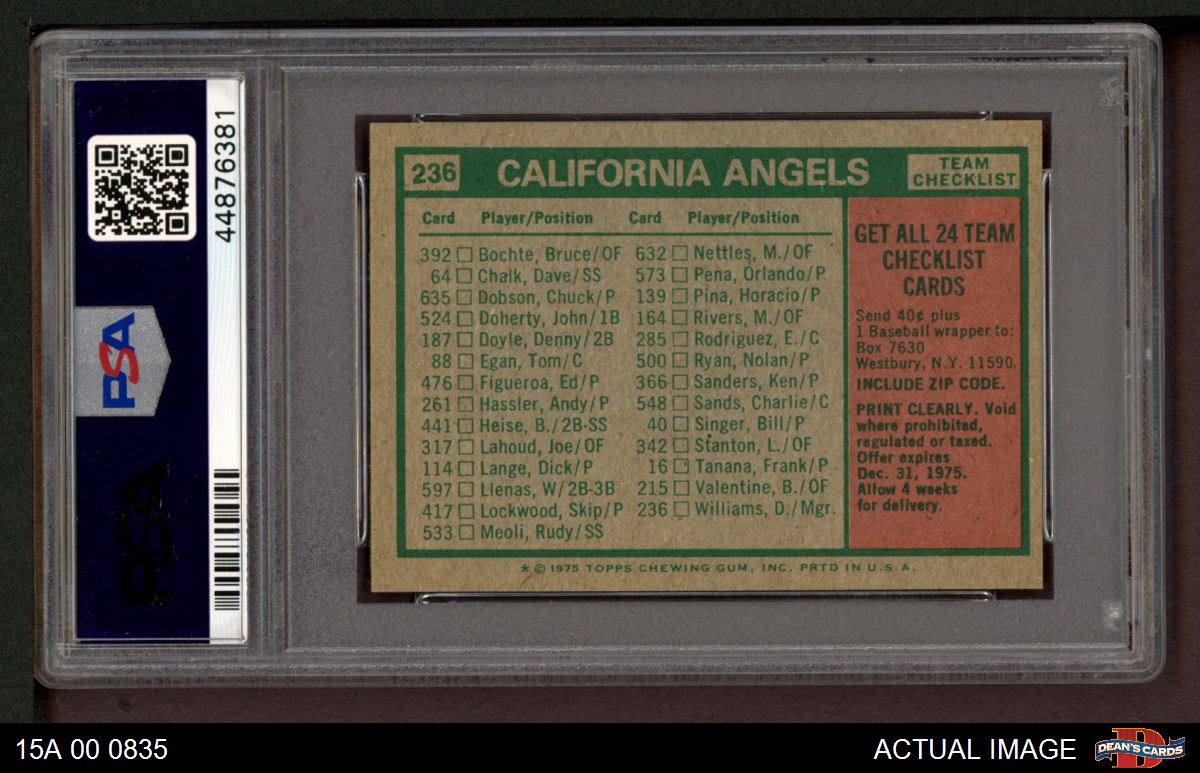 44876381
PSA
PSA
236
CALIFORNIA ANGELS
TEAM
CHECKLIST
Card Player/Position Card Player/Position
392 □ Bochte, Bruce/OF 632 □ Nettles, M./OF
64 □ Chalk, Dave/SS 573 □ Pena, Orlando/P
635 □ Dobson, Chuck/P 139 □ Pina, Horacio/P
524 □ Doherty, John/1B 164 □ Rivers, M./OF
187 □ Doyle, Denny/2B 285 □ Rodriguez, E./C
88 □ Egan, Tom/C 500 □ Ryan, Nolan/P
476 □ Figueroa, Ed/P 366 □ Sanders, Ken/P
261 □ Hassler, Andy/P 548 □ Sands, Charlie/C
441 □ Heise, B./2B-SS 40 □ Singer, Bill/P
317 □ Lahoud, Joe/OF 342 □ Stanton, L./OF
114 □ Lange, Dick/P 16 □ Tanana, Frank/P
597 □ Llenas, W/2B-3B 215 □ Valentine, B./OF
417 □ Lockwood, Skip/P 236 □ Williams, D./Mgr.
533 □ Meoli, Rudy/SS
GET ALL 24 TEAM
CHECKLIST
CARDS
Send 40¢ plus
1 Baseball wrapper to:
Box 7630
Westbury, N.Y. 11590.
INCLUDE ZIP CODE.
PRINT CLEARLY. Void
where prohibited,
regulated or taxed.
Offer expires
Dec. 31, 1975.
Allow 4 weeks
for delivery.
* © 1975 TOPPS CHEWING GUM, INC. PRTD IN U.S.A.
15A 00 0835
ACTUAL IMAGE
DEAN'S CARDS